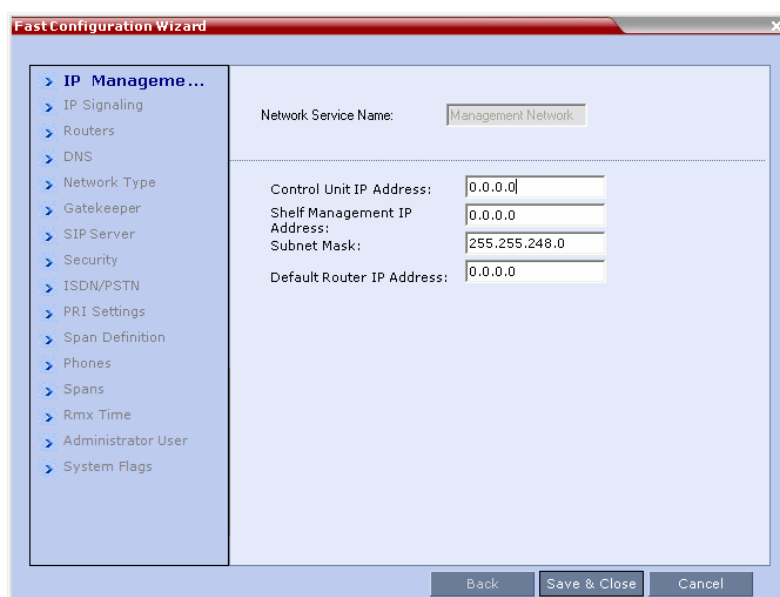 Fast Configuration Wizard
x
IP Manageme...
IP Signaling
Routers
DNS
Network Type
Gatekeeper
SIP Server
Security
ISDN/PSTN
PRI Settings
Span Definition
Phones
Spans
Rmx Time
Administrator User
System Flags
Network Service Name: Management Network
Control Unit IP Address: 0.0.0.0
Shelf Management IP
Address: 0.0.0.0
Subnet Mask: 255.255.248.0
Default Router IP Address: 0.0.0.0
Back Save & Close Cancel